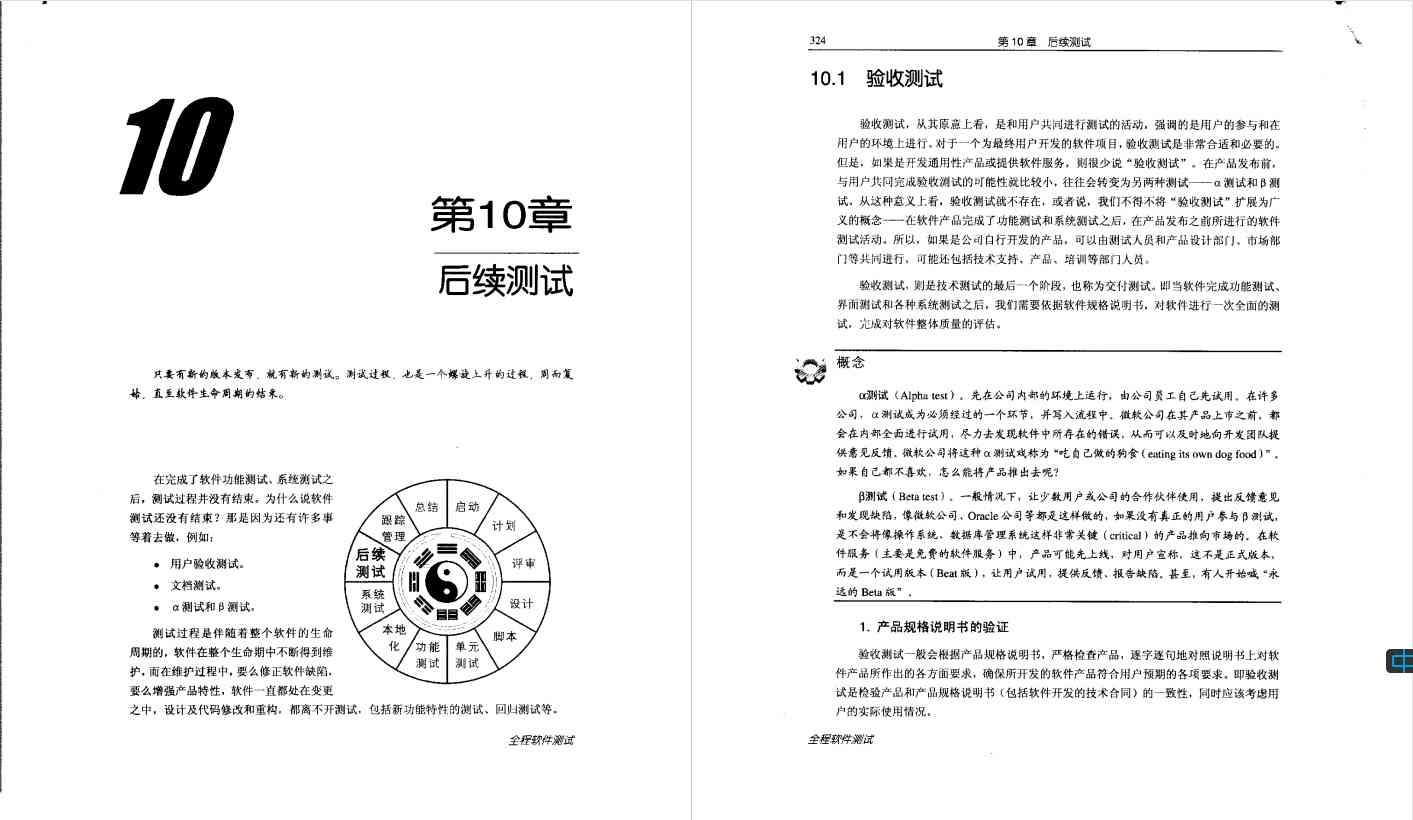 10
第10章
后续测试
只要有新的版本发布，就有新的测试。测试过程，也是一个螺旋上升的过程，周而复
始，直至软件生命周期的结束。
在完成了软件功能测试、系统测试之
后，测试过程并没有结束。为什么说软件
测试还没有结束？那是因为还有许多事
等着去做，例如：
• 用户验收测试。
• 文档测试。
• α测试和β测试。
测试过程是伴随着整个软件的生命
周期的，软件在整个生命期中不断得到维
护，而在维护过程中，要么修正软件缺陷，
要么增强产品特性，软件一直都处在变更
之中，设计及代码修改和重构，都离不开测试，包括新功能特性的测试、回归测试等。
总结
启动
计划
评审
设计
脚本
单元
测试
功能
测试
本地
化
系统
测试
后续
测试
跟踪
管理
全程软件测试
324
第10章 后续测试
10.1 验收测试
验收测试，从其原意上看，是和用户共同进行测试的活动，强调的是用户的参与和在
用户的环境上进行。对于一个为最终用户开发的软件项目，验收测试是非常合适和必要的。
但是，如果是开发通用性产品或提供软件服务，则很少说“验收测试”。在产品发布前，
与用户共同完成验收测试的可能性就比较小，往往会转变为另两种测试——α测试和β测
试。从这种意义上看，验收测试就不存在，或者说，我们不得不将“验收测试”扩展为广
义的概念——在软件产品完成了功能测试和系统测试之后，在产品发布之前所进行的软件
测试活动。所以，如果是公司自行开发的产品，可以由测试人员和产品设计部门、市场部
门等共同进行，可能还包括技术支持、产品、培训等部门人员。
验收测试，则是技术测试的最后一个阶段，也称为交付测试。即当软件完成功能测试、
界面测试和各种系统测试之后，我们需要依据软件规格说明书，对软件进行一次全面的测
试，完成对软件整体质量的评估。
概念
α测试（Alpha test），先在公司内部的环境上运行，由公司员工自己先试用。在许多
公司，α测试成为必须经过的一个环节，并写入流程中。微软公司在其产品上市之前，都
会在内部全面进行试用，尽力去发现软件中所存在的错误，从而可以及时地向开发团队提
供意见反馈。微软公司将这种α测试戏称为“吃自己做的狗食（eating its own dog food）”，
如果自己都不喜欢，怎么能将产品推出去呢？
β测试（Beta test），一般情况下，让少数用户或公司的合作伙伴使用，提出反馈意见
和发现缺陷，像微软公司、Oracle公司等都是这样做的，如果没有真正的用户参与β测试，
是不会将像操作系统、数据库管理系统这样非常关键（critical）的产品推向市场的。在软
件服务（主要是免费的软件服务）中，产品可能先上线，对用户宣称，这不是正式版本，
而是一个试用版本（Beat版），让用户试用，提供反馈、报告缺陷。甚至，有人开始喊“永
远的Beta版”。
1. 产品规格说明书的验证
验收测试一般会根据产品规格说明书，严格检查产品，逐字逐句地对照说明书上对软
件产品所作出的各方面要求，确保所开发的软件产品符合用户预期的各项要求。即验收测
试是检验产品和产品规格说明书（包括软件开发的技术合同）的一致性，同时应该考虑用
户的实际使用情况。
全程软件测试
中